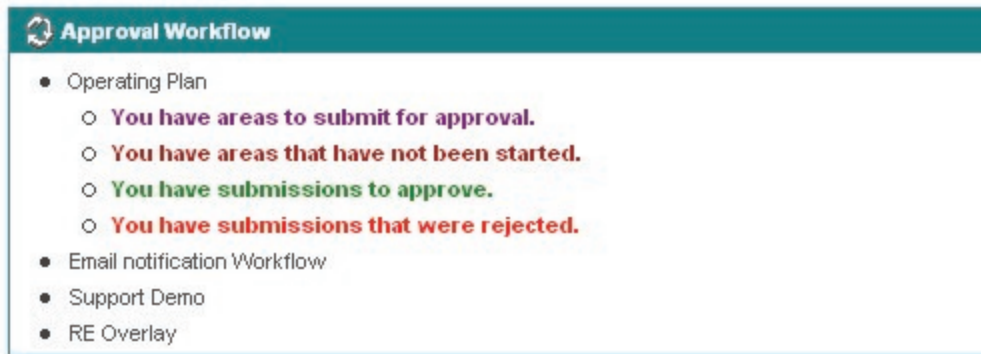 Approval Workflow
Operating Plan
You have areas to submit for approval.
You have areas that have not been started.
You have submissions to approve.
You have submissions that were rejected.
Email notification Workflow
Support Demo
RE Overlay